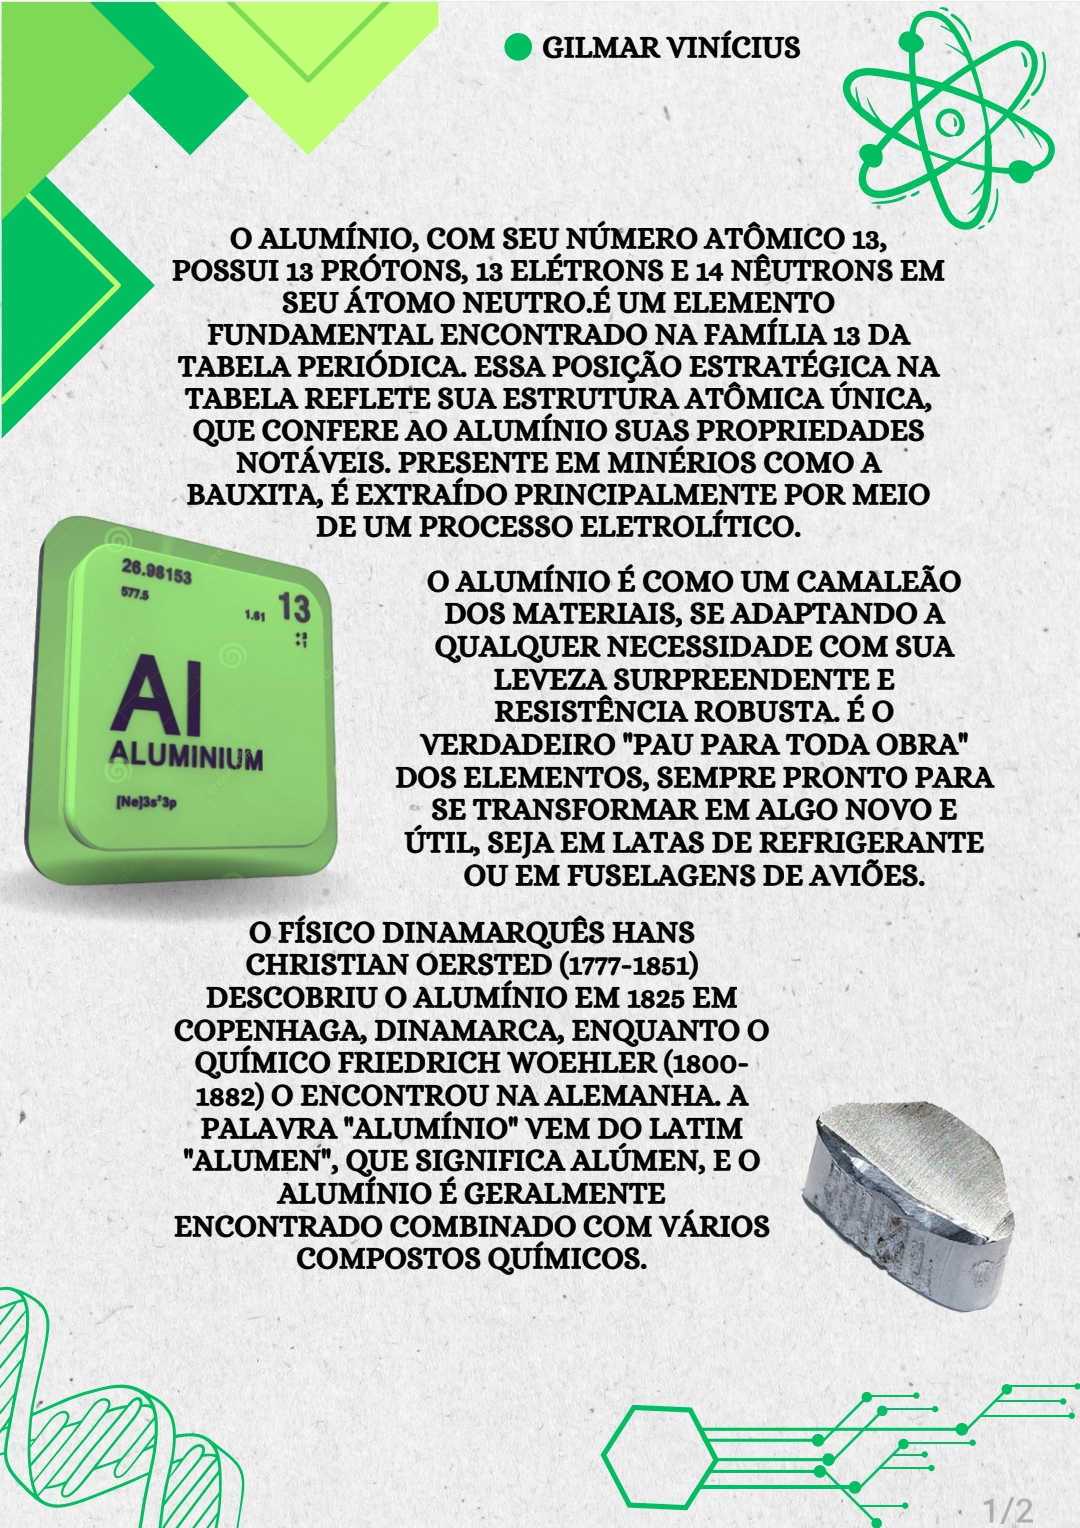 GILMAR VINÍCIUS
O ALUMÍNIO, COM SEU NÚMERO ATÔMICO 13,
POSSUI 13 PRÓTONS, 13 ELÉTRONS E 14 NÊUTRONS EM
SEU ÁTOMO NEUTRO.É UM ELEMENTO
FUNDAMENTAL ENCONTRADO NA FAMÍLIA 13 DA
TABELA PERIÓDICA. ESSA POSIÇÃO ESTRATÉGICA NA
TABELA REFLETE SUA ESTRUTURA ATÔMICA ÚNICA,
QUE CONFERE AO ALUMÍNIO SUAS PROPRIEDADES
NOTÁVEIS. PRESENTE EM MINÉRIOS COMO A
BAUXITA, É EXTRAÍDO PRINCIPALMENTE POR MEIO
DE UM PROCESSO ELETROLÍTICO.
26.98153
577.5
1.61 13
+3
+1
Al
ALUMINIUM
[Ne]3s²3p
O ALUMÍNIO É COMO UM CAMALEÃO
DOS MATERIAIS, SE ADAPTANDO A
QUALQUER NECESSIDADE COM SUA
LEVEZA SURPREENDENTE E
RESISTÊNCIA ROBUSTA. É O
VERDADEIRO "PAU PARA TODA OBRA"
DOS ELEMENTOS, SEMPRE PRONTO PARA
SE TRANSFORMAR EM ALGO NOVO E
ÚTIL, SEJA EM LATAS DE REFRIGERANTE
OU EM FUSELAGENS DE AVIÕES.
O FÍSICO DINAMARQUÊS HANS
CHRISTIAN OERSTED (1777-1851)
DESCOBRIU O ALUMÍNIO EM 1825 EM
COPENHAGA, DINAMARCA, ENQUANTO O
QUÍMICO FRIEDRICH WOEHLER (1800-
1882) O ENCONTROU NA ALEMANHA. A
PALAVRA "ALUMÍNIO" VEM DO LATIM
"ALUMEN", QUE SIGNIFICA ALÚMEN, E O
ALUMÍNIO É GERALMENTE
ENCONTRADO COMBINADO COM VÁRIOS
COMPOSTOS QUÍMICOS.
1/2